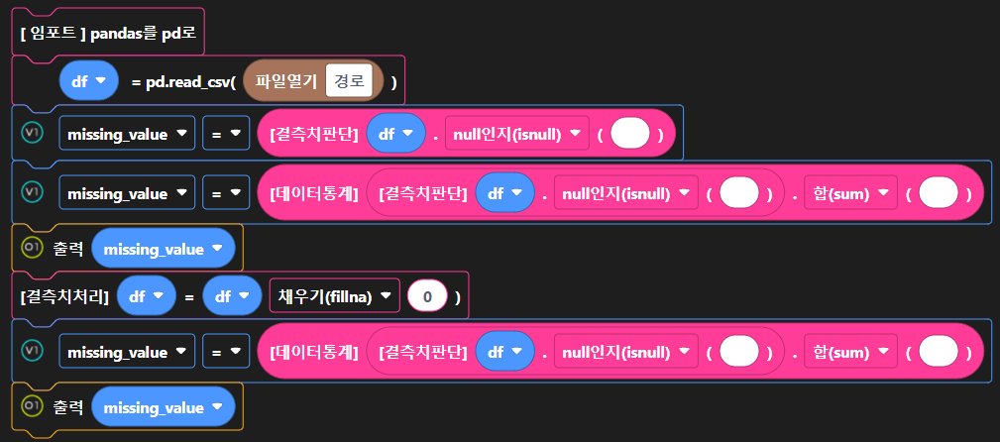 [ 임포트 ] pandas를 pd로
df = pd.read_csv( 파일열기 경로 )
V1 missing_value = [결측치판단] df . null인지(isnull) ( )
V1 missing_value = [데이터통계] [결측치판단] df . null인지(isnull) ( ) . 합(sum) ( )
O1 출력 missing_value
[결측치처리] df = df 채우기(fillna) 0 )
V1 missing_value = [데이터통계] [결측치판단] df . null인지(isnull) ( ) . 합(sum) ( )
O1 출력 missing_value